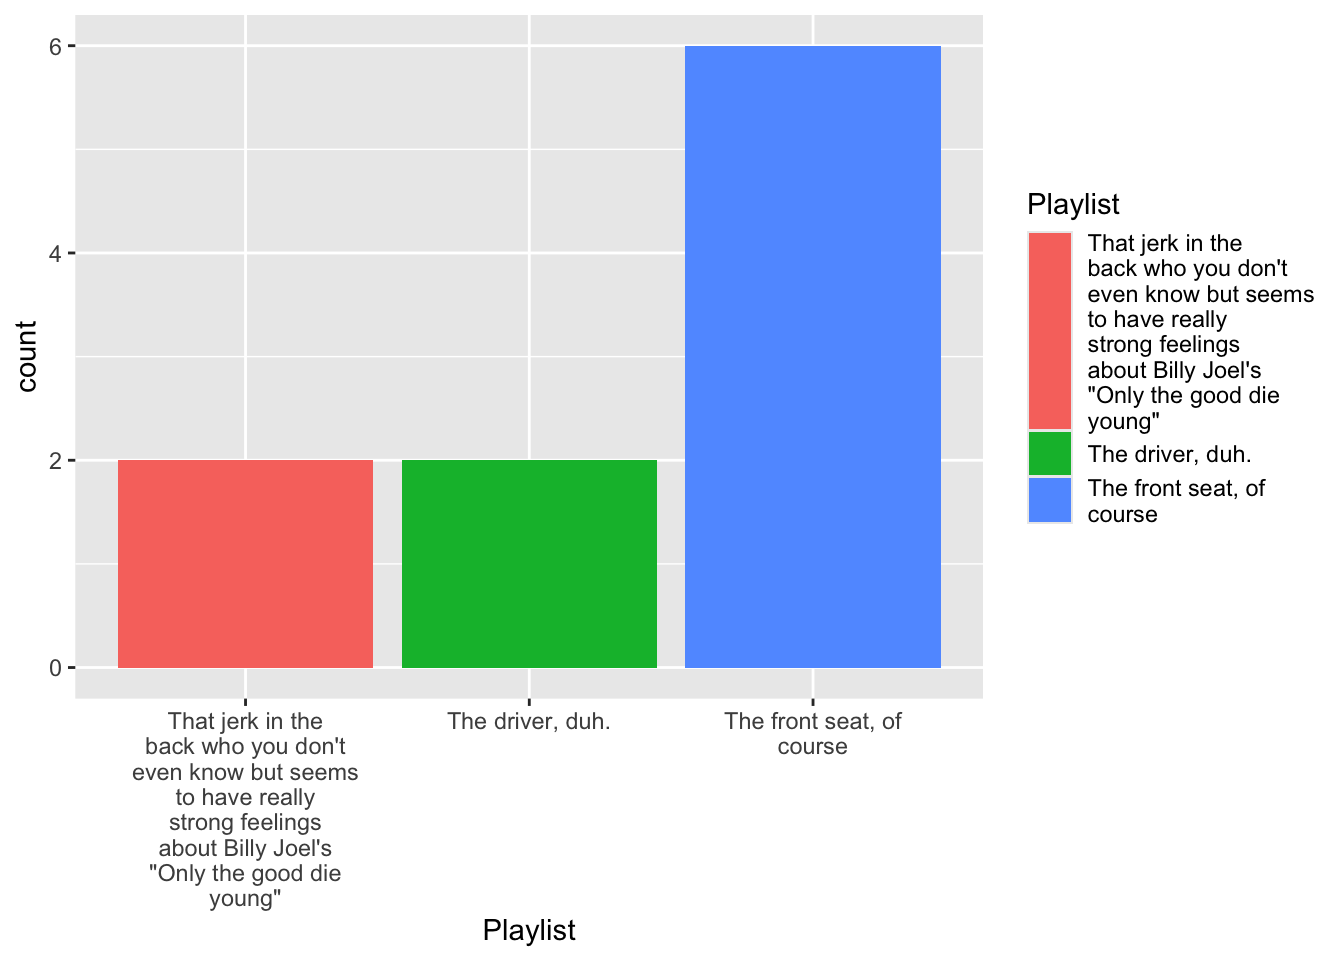 6
4
2
0
count
That jerk in the
back who you don't
even know but seems
to have really
strong feelings
about Billy Joel's
"Only the good die
young"
The driver, duh.
The front seat, of
course
Playlist
Playlist
That jerk in the
back who you don't
even know but seems
to have really
strong feelings
about Billy Joel's
"Only the good die
young"
The driver, duh.
The front seat, of
course